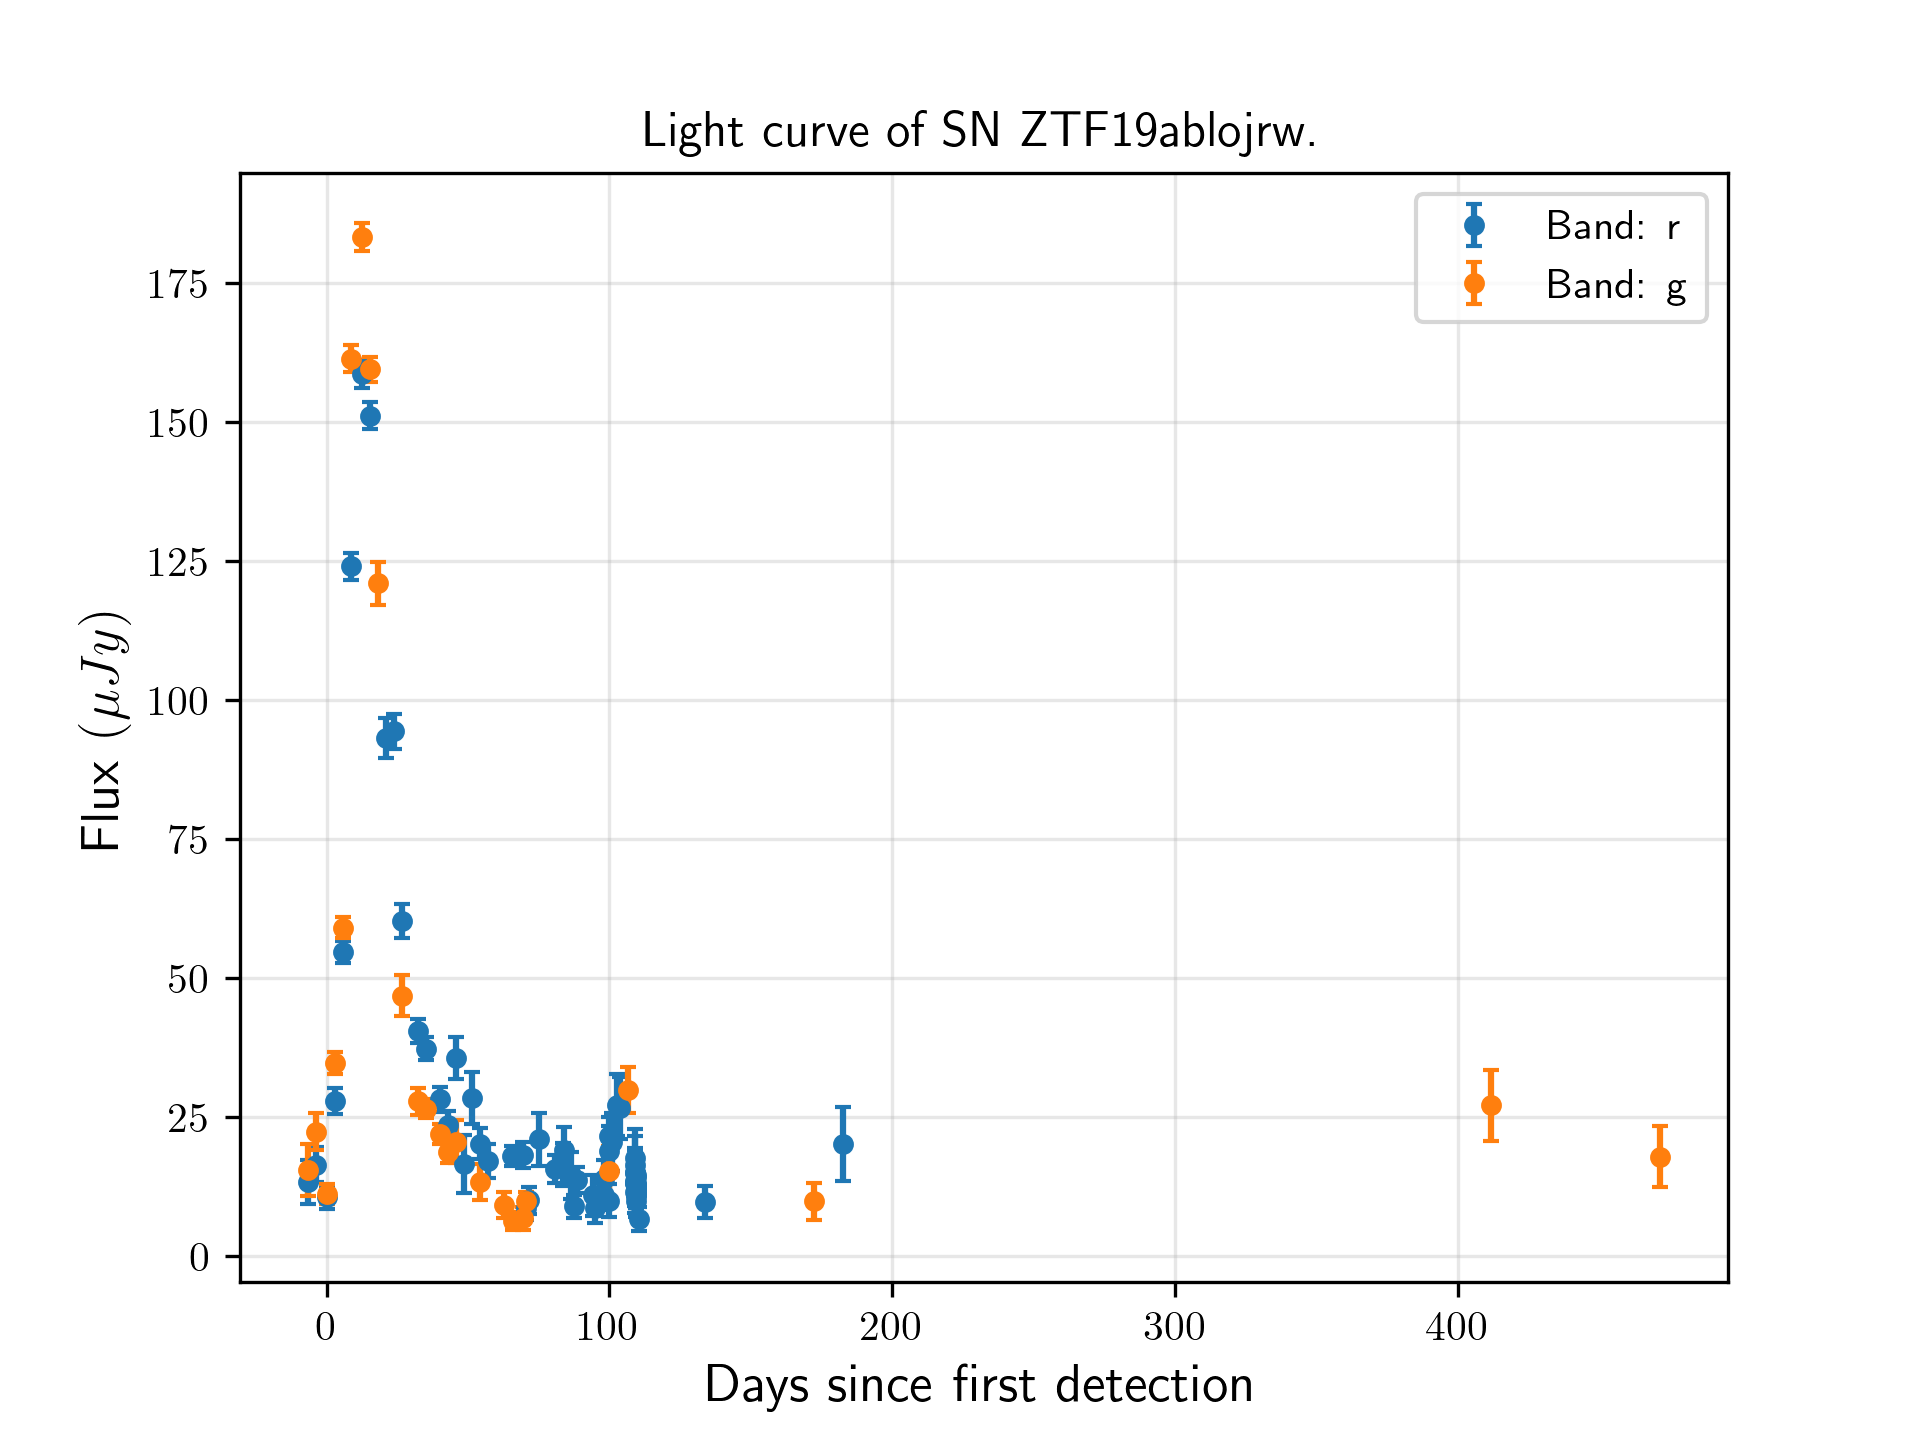 Light curve of SN ZTF19ablojrw.
Band: r
Band: g
175
150
125
100
75
50
25
0
Flux (μJy)
0 100 200 300 400
Days since first detection